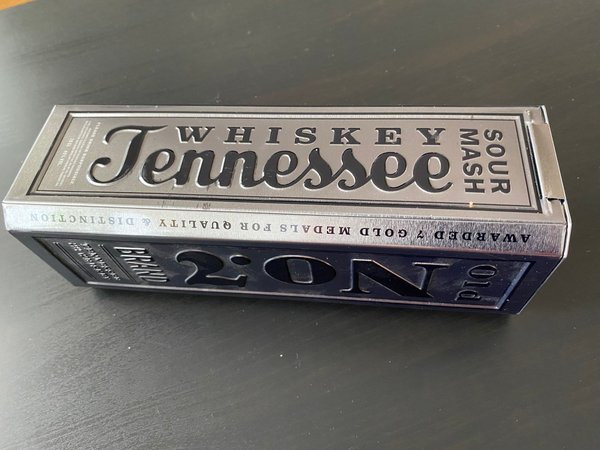 WHISKEY
Tennessee
SOUR
MASH
AWARDED 7 GOLD MEDALS FOR QUALITY & DISTINCTION
Old
NO. 7
BRAND